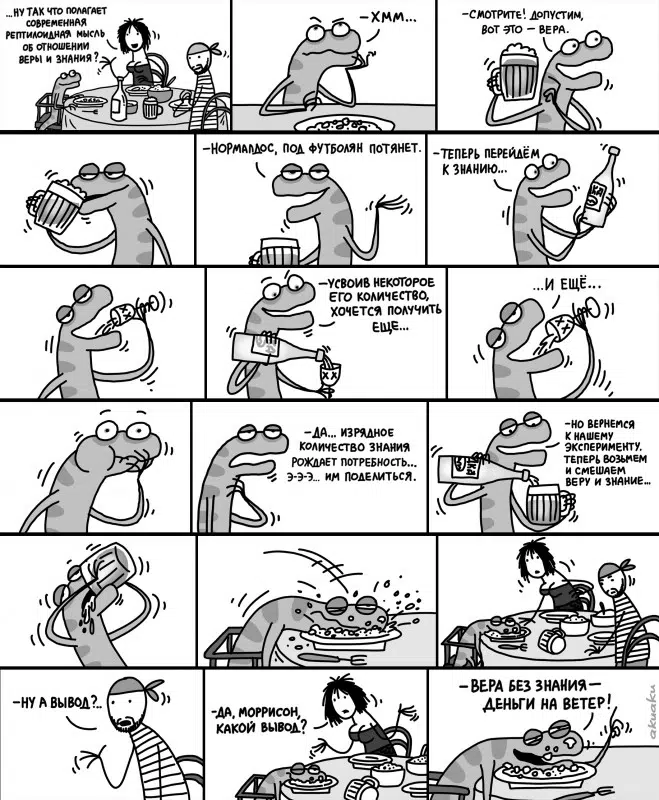 ...НУ ТАК ЧТО ПОЛАГАЕТ
СОВРЕМЕННАЯ
РЕПТИЛОИДНАЯ МЫСЛЬ
ОБ ОТНОШЕНИИ
ВЕРЫ И ЗНАНИЯ?
-ХММ...
-СМОТРИТЕ! ДОПУСТИМ,
ВОТ ЭТО - ВЕРА.
-НОРМАЛДОС, ПОД ФУТБОЛЯН ПОТЯНЕТ.
-ТЕПЕРЬ ПЕРЕЙДЁМ
К ЗНАНИЮ...
-УСВОИВ НЕКОТОРОЕ
ЕГО КОЛИЧЕСТВО,
ХОЧЕТСЯ ПОЛУЧИТЬ
ЕЩЕ...
...И ЕЩЁ...
-ДА... ИЗРЯДНОЕ
КОЛИЧЕСТВО ЗНАНИЯ
РОЖДАЕТ ПОТРЕБНОСТЬ...
Э-Э-Э... ИМ ПОДЕЛИТЬСЯ.
-НО ВЕРНЕМСЯ
К НАШЕМУ
ЭКСПЕРИМЕНТУ.
ТЕПЕРЬ ВОЗЬМЕМ
И СМЕШАЕМ
ВЕРУ И ЗНАНИЕ...
-НУ А ВЫВОД?..
-ДА, МОРРИСОН,
КАКОЙ ВЫВОД?
-ВЕРА БЕЗ ЗНАНИЯ-
ДЕНЬГИ НА ВЕТЕР!
akuaku